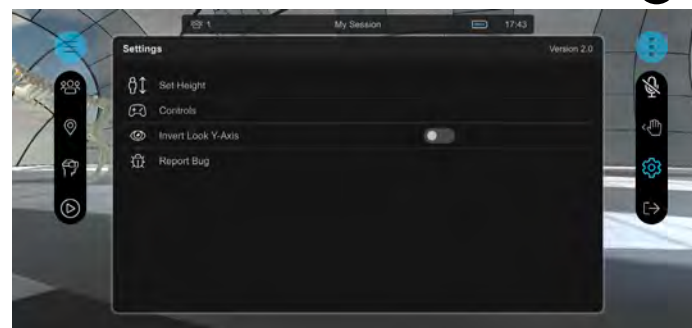 1 My Session 17:43
Settings Version 2.0
Set Height
Controls
Invert Look Y-Axis
Report Bug